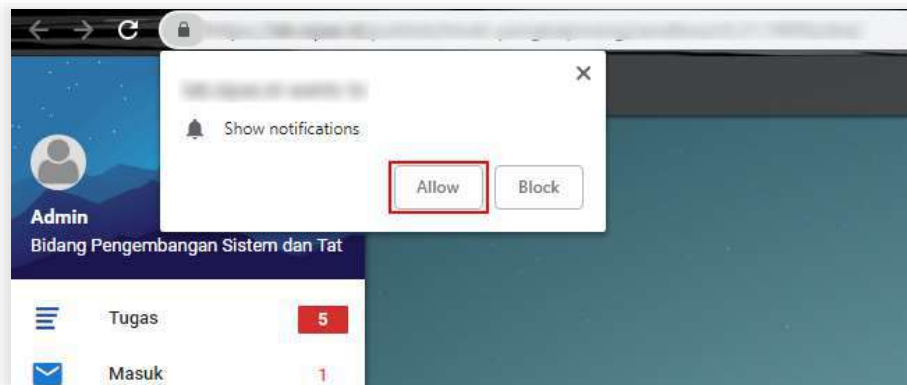 Show notifications
Allow
Block
Admin
Bidang Pengembangan Sistem dan Tat
Tugas
5
Masuk
1